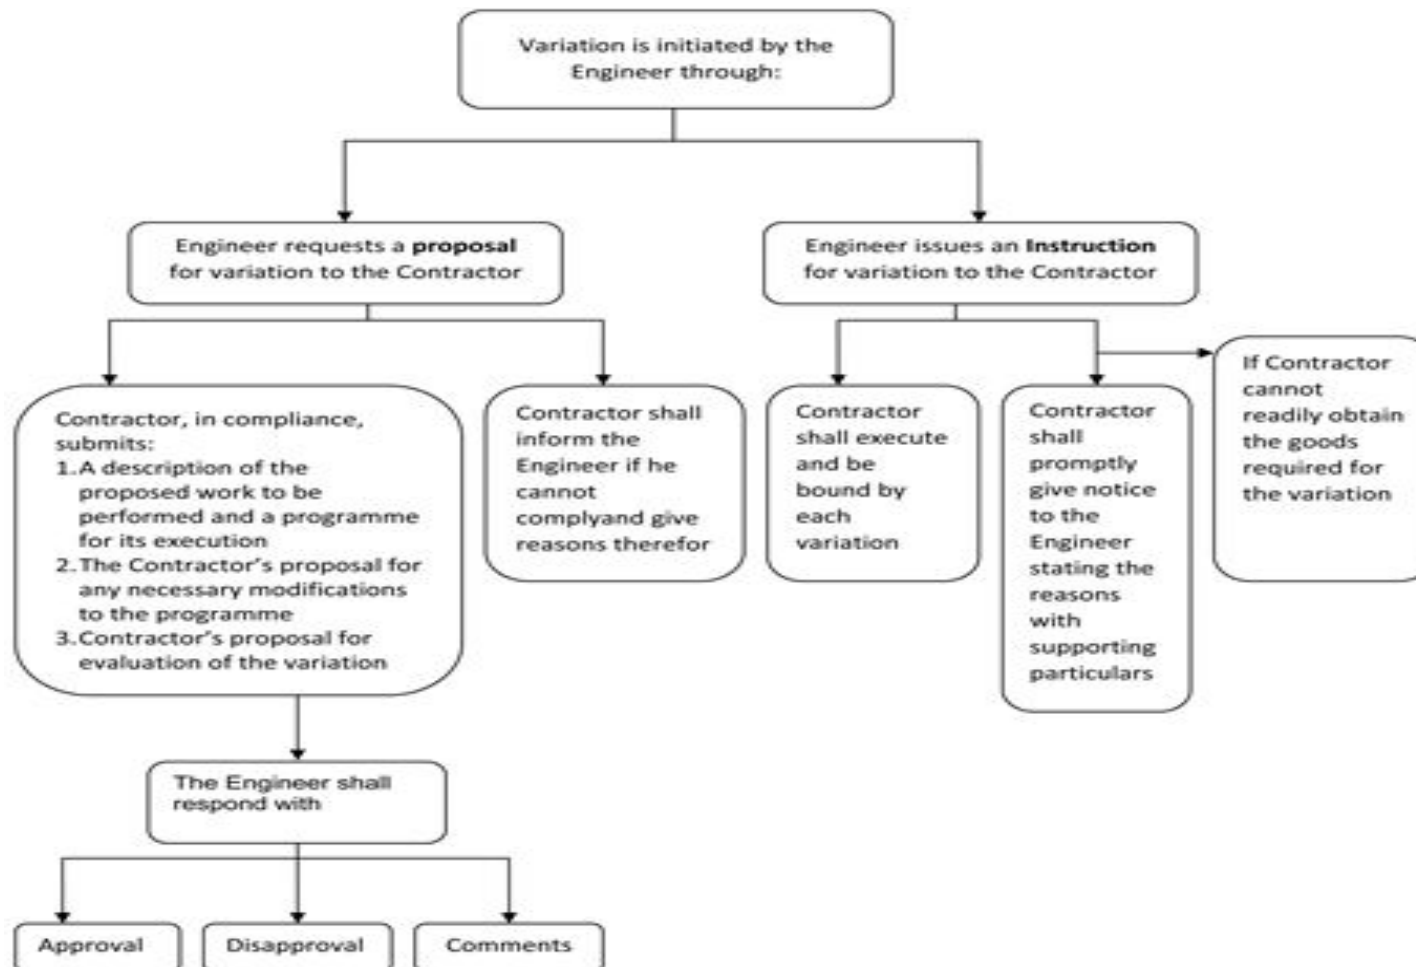 Variation is initiated by the
Engineer through:
Engineer requests a proposal
for variation to the Contractor
Engineer issues an Instruction
for variation to the Contractor
Contractor, in compliance,
submits:
1. A description of the
proposed work to be
performed and a programme
for its execution
2. The Contractor's proposal for
any necessary modifications
to the programme
3. Contractor's proposal for
evaluation of the variation
Contractor shall
inform the
Engineer if he
cannot
complyand give
reasons therefor
Contractor
shall execute
and be
bound by
each
variation
Contractor
shall
promptly
give notice
to the
Engineer
stating the
reasons
with
supporting
particulars
If Contractor
cannot
readily obtain
the goods
required for
the variation
The Engineer shall
respond with
Approval
Disapproval
Comments